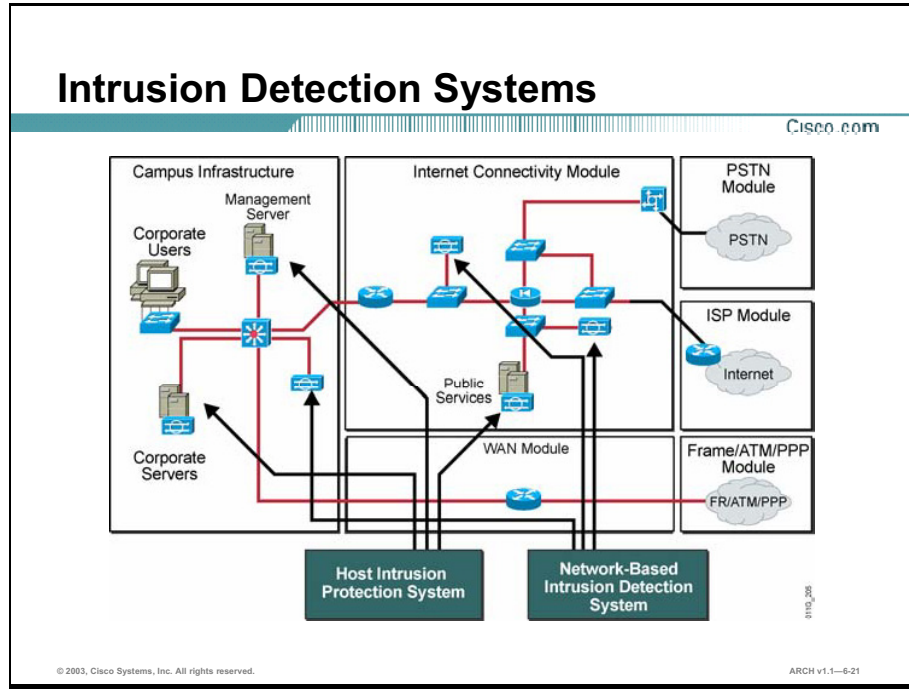 Intrusion Detection Systems
Cisco.com
Campus Infrastructure
Management
Server
Corporate
Users
Corporate
Servers
Internet Connectivity Module
Public
Services
PSTN
Module
PSTN
ISP Module
Internet
WAN Module
Frame/ATM/PPP
Module
FR/ATM/PPP
Host Intrusion
Protection System
Network-Based
Intrusion Detection
System
011G_205
© 2003, Cisco Systems, Inc. All rights reserved.
ARCH v1.1—6-21